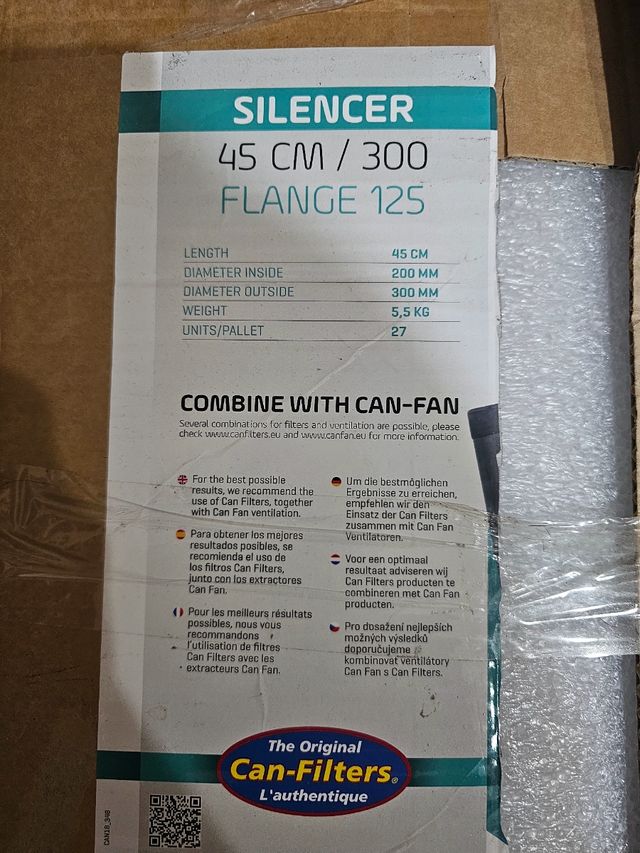 SILENCER
45 CM / 300
FLANGE 125
LENGTH 45 CM
DIAMETER INSIDE 200 MM
DIAMETER OUTSIDE 300 MM
WEIGHT 5,5 KG
UNITS/PALLET 27
COMBINE WITH CAN-FAN
Several combinations for filters and ventilation are possible, please
check www.canfilters.eu and www.canfan.eu for more information.
For the best possible
results, we recommend the
use of Can Filters, together
with Can Fan ventilation.
Para obtener los mejores
resultados posibles, se
recomienda el uso de
los filtros Can Filters,
junto con los extractores
Can Fan.
Pour les meilleurs résultats
possibles, nous vous
recommandons
l'utilisation de filtres
Can Filters avec les
extracteurs Can Fan.
Um die bestmöglichen
Ergebnisse zu erreichen,
empfehlen wir den
Einsatz der Can Filters
zusammen mit Can Fan
Ventilatoren.
Voor een optimaal
resultaat adviseren wij
Can Filters producten te
combineren met Can Fan
producten.
Pro dosažení nejlepších
možných výsledků
doporučujeme
kombinovat ventilátory
Can Fan s Can Filters.
The Original
Can-Filters®
L'authentique
CAN18_348